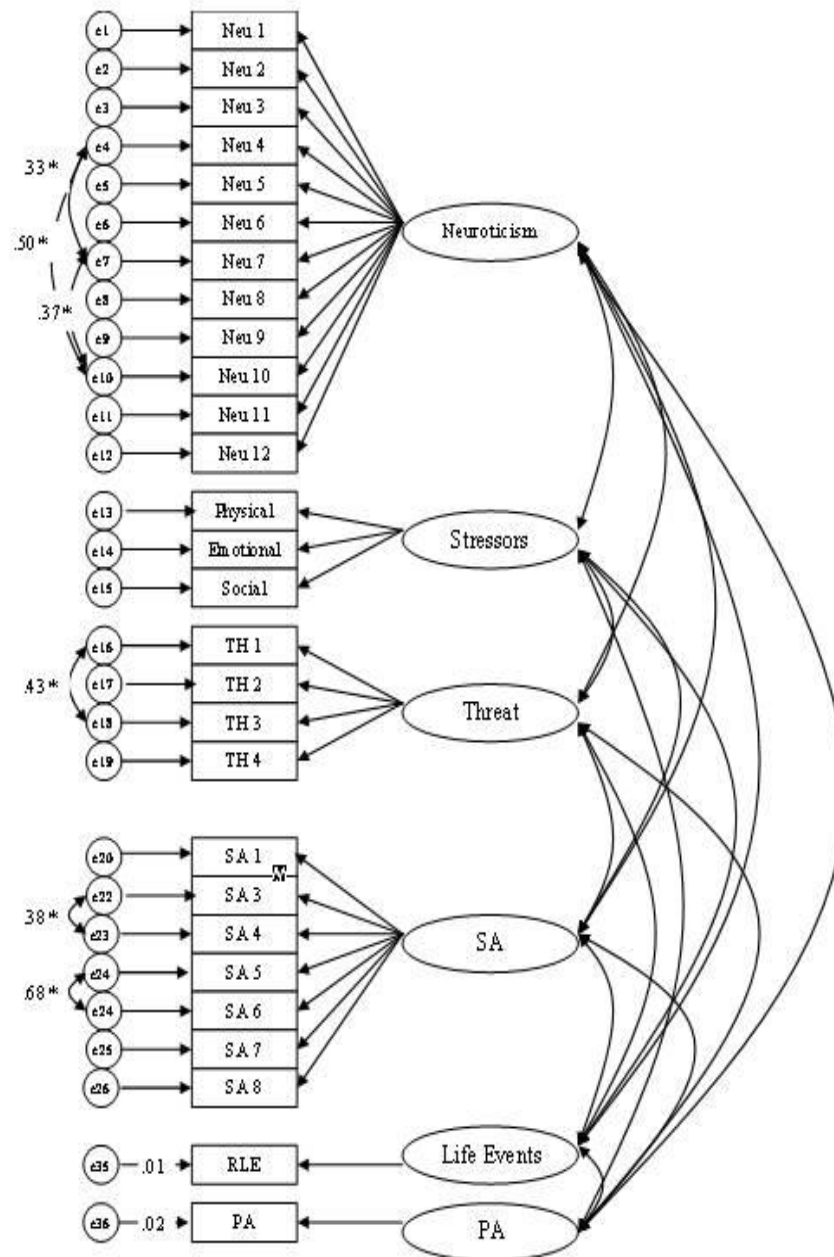 e1 Neu 1
e2 Neu 2
e3 Neu 3
e4 Neu 4
.33*
e5 Neu 5
e6 Neu 6
Neuroticism
.50*
e7 Neu 7
e8 Neu 8
.37*
e9 Neu 9
e10 Neu 10
e11 Neu 11
e12 Neu 12
e13 Physical
e14 Emotional
Stressors
e15 Social
e16 TH 1
e17 TH 2
.43*
Threat
e18 TH 3
e19 TH 4
e20 SA 1
e22 SA 3
.38*
e23 SA 4
SA
e24 SA 5
.68*
e24 SA 6
e25 SA 7
e26 SA 8
Life Events
e35 .01 RLE
e36 .02 PA
PA